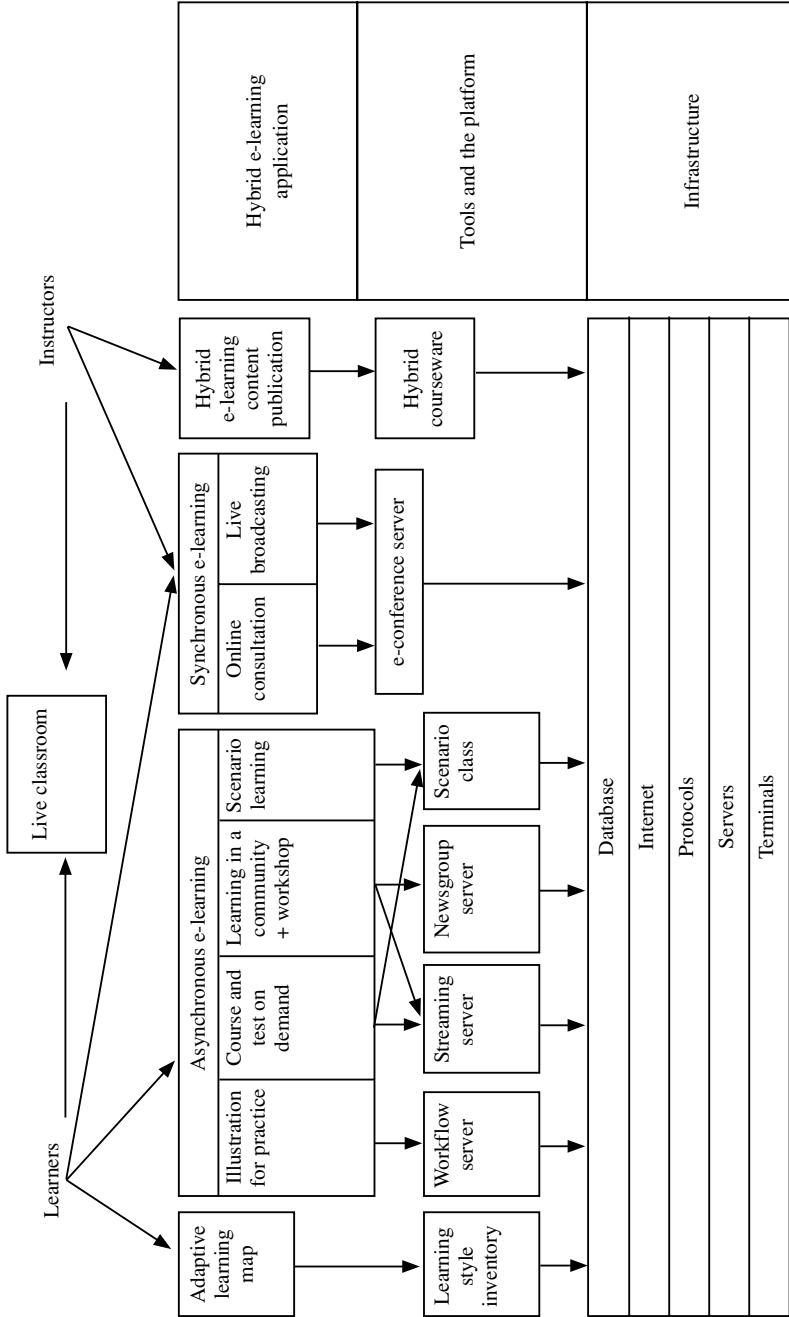 Live classroom
Learners
Instructors
Adaptive
learning
map
Asynchronous e-learning
Illustration
for practice
Course and
test on
demand
Learning in a
community
+ workshop
Scenario
learning
Synchronous e-learning
Online
consultation
Live
broadcasting
Hybrid
e-learning
content
publication
Hybrid e-learning
application
Learning
style
inventory
Workflow
server
Streaming
server
Newsgroup
server
Scenario
class
e-conference server
Hybrid
courseware
Tools and the platform
Database
Internet
Protocols
Servers
Terminals
Infrastructure